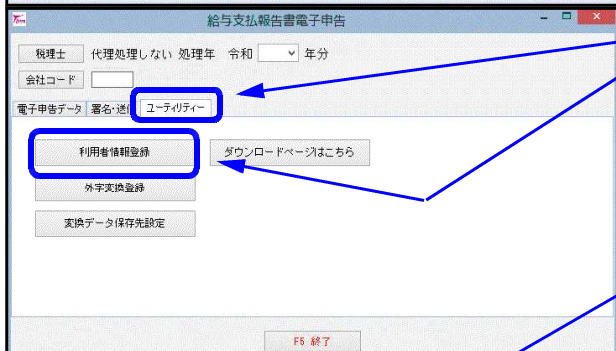 給与支払報告書電子申告
税理士 代理処理しない 処理年 令和 年分
会社コード
電子申告データ 署名・送信 ユーティリティー
利用者情報登録 ダウンロードページはこちら
外字変換登録
変換データ保存先設定
F5 終了